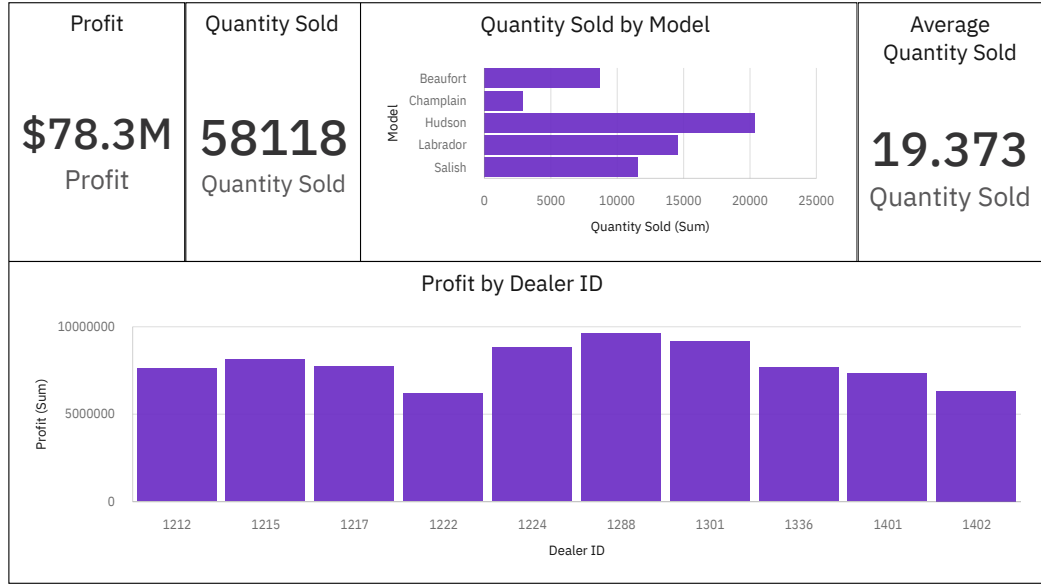 Profit
$78.3M
Profit
Quantity Sold
58118
Quantity Sold
Quantity Sold by Model
Model
Beaufort
Champlain
Hudson
Labrador
Salish
0 5000 10000 15000 20000 25000
Quantity Sold (Sum)
Average
Quantity Sold
19.373
Quantity Sold
Profit by Dealer ID
Profit (Sum)
10000000
5000000
0
1212 1215 1217 1222 1224 1288 1301 1336 1401 1402
Dealer ID